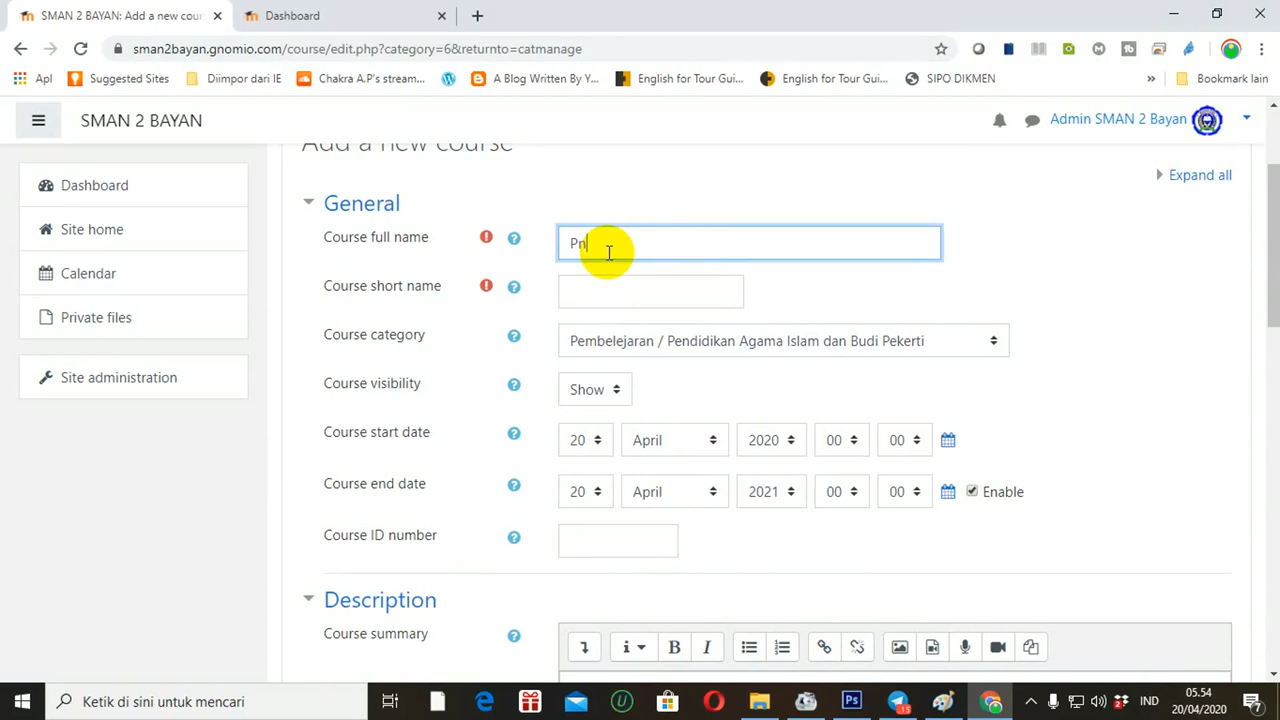 SMAN 2 BAYAN: Add a new cour
Dashboard
sman2bayan.gnomio.com/course/edit.php?category=6&returnto=catmanage
Apl
Suggested Sites
Diimpor dari IE
Chakra A.P's stream...
A Blog Written By Y...
English for Tour Gui...
English for Tour Gui...
SIPO DIKMEN
»
Bookmark lain
SMAN 2 BAYAN
Admin SMAN 2 Bayan
Add a new course
Dashboard
Site home
Calendar
Private files
Site administration
Expand all
General
Course full name
Pn
Course short name
Course category
Pembelejaran / Pendidikan Agama Islam dan Budi Pekerti
Course visibility
Show
Course start date
20 April 2020 00 00
Course end date
20 April 2021 00 00 Enable
Course ID number
Description
Course summary
Ketik di sini untuk mencari
IND
05.54
20/04/2020